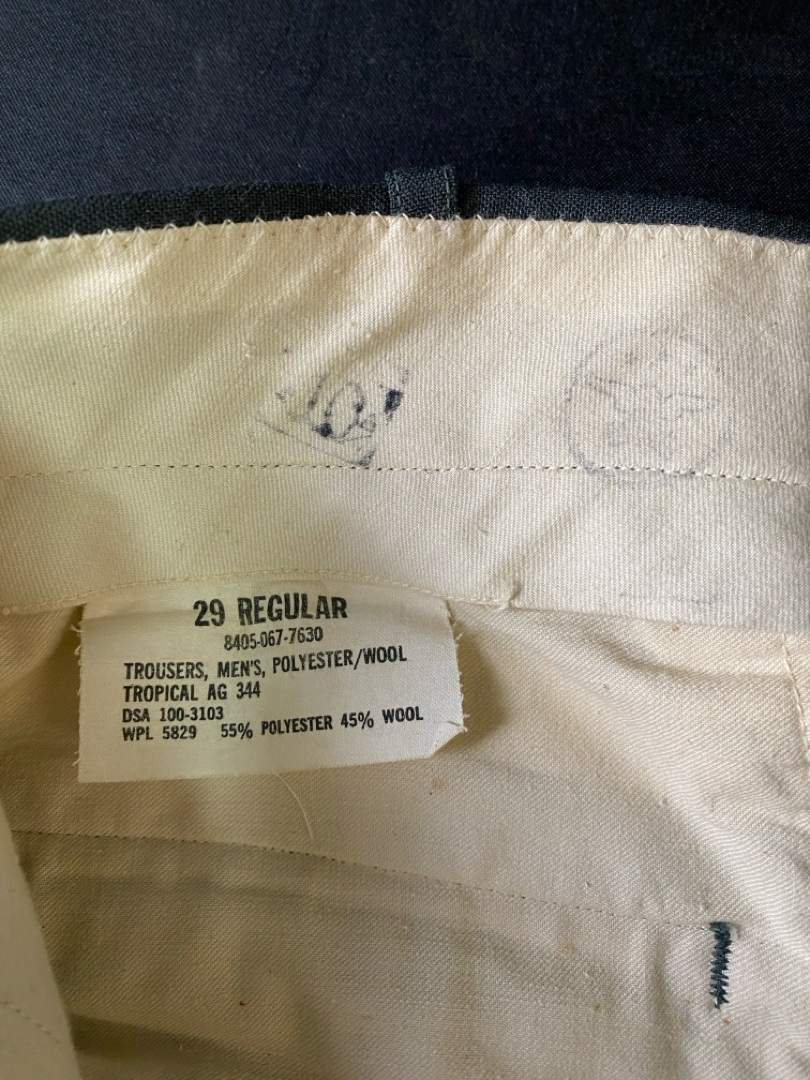 29 REGULAR
8405-067-7630
TROUSERS, MEN'S, POLYESTER/WOOL
TROPICAL AG 344
DSA 100-3103
WPL 5829 55% POLYESTER 45% WOOL